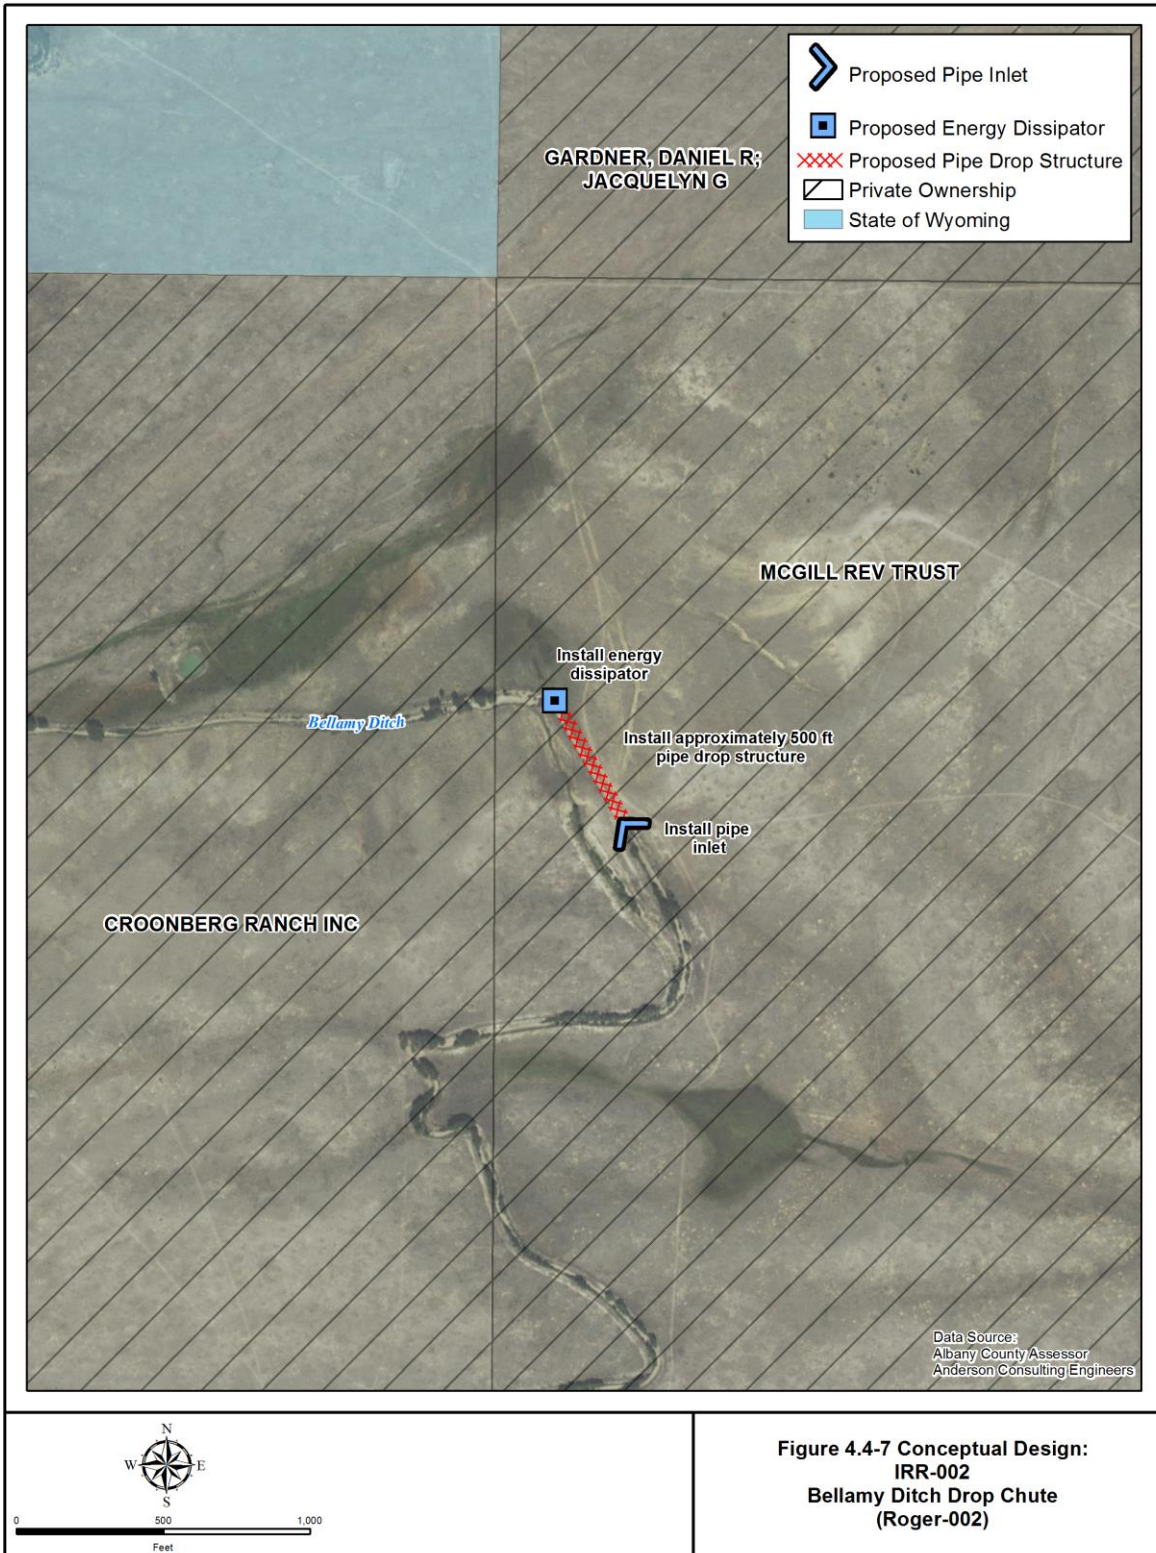 Proposed Pipe Inlet
Proposed Energy Dissipator
Proposed Pipe Drop Structure
Private Ownership
State of Wyoming
GARDNER, DANIEL R;
JACQUELYN G
MCGILL REV TRUST
Install energy
dissipator
Bellamy Ditch
Install approximately 500 ft
pipe drop structure
Install pipe
inlet
CROONBERG RANCH INC
Data Source:
Albany County Assessor
Anderson Consulting Engineers
N
W E
S
0 500 1,000
Feet
Figure 4.4-7 Conceptual Design:
IRR-002
Bellamy Ditch Drop Chute
(Roger-002)